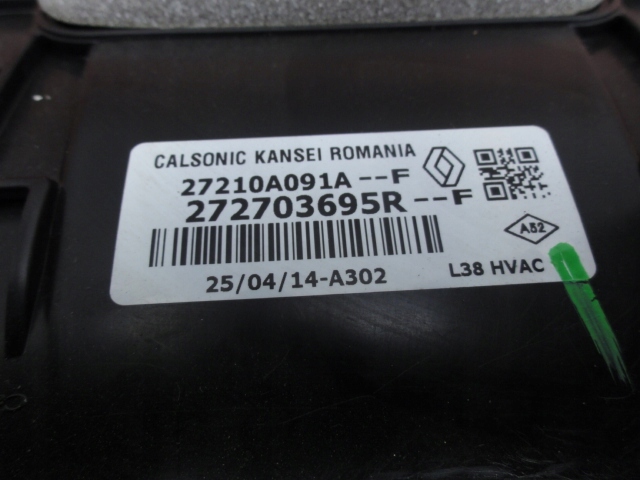 CALSONIC KANSEI ROMANIA
27210A091A --F
272703695R --F
A52
25/04/14-A302
L38 HVAC